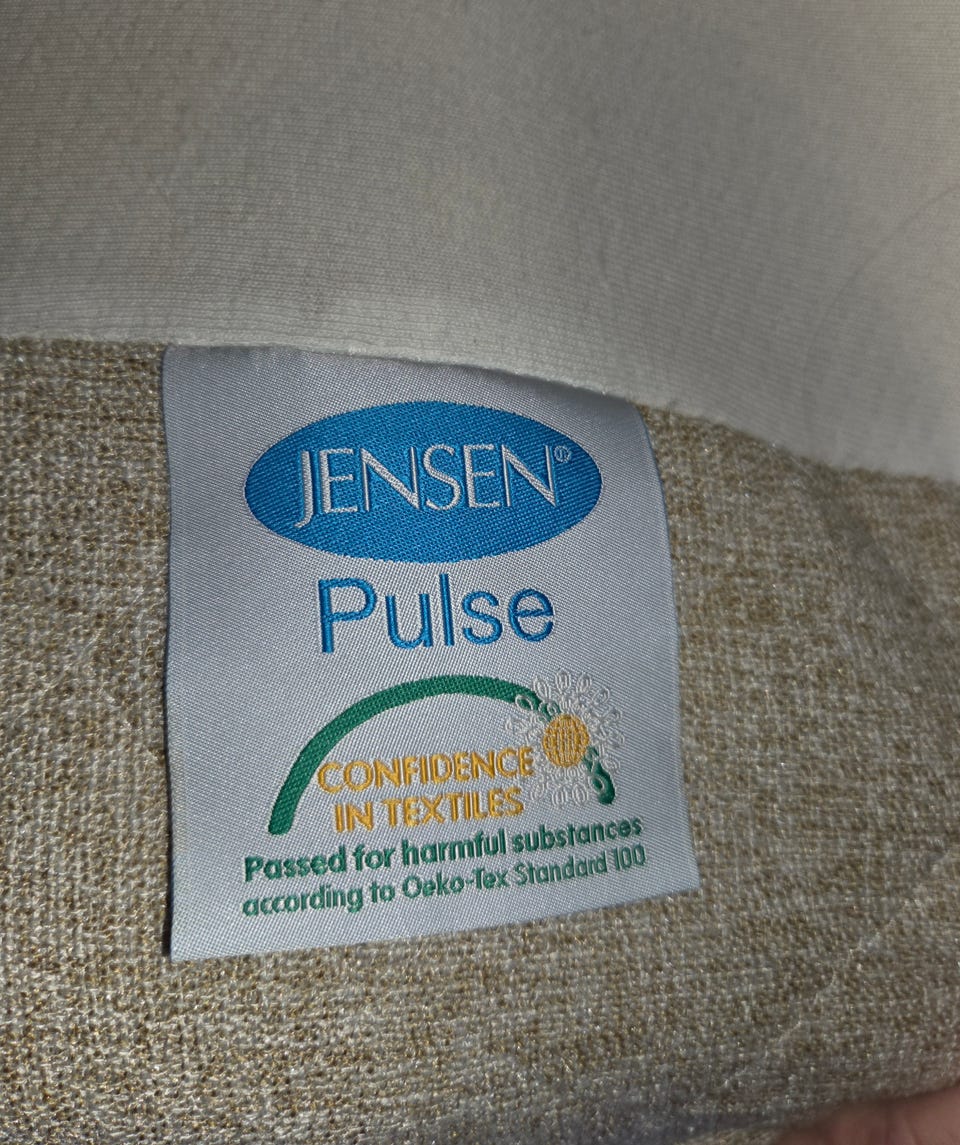 JENSEN®
Pulse
CONFIDENCE
IN TEXTILES
Passed for harmful substances
according to Oeko-Tex Standard 100